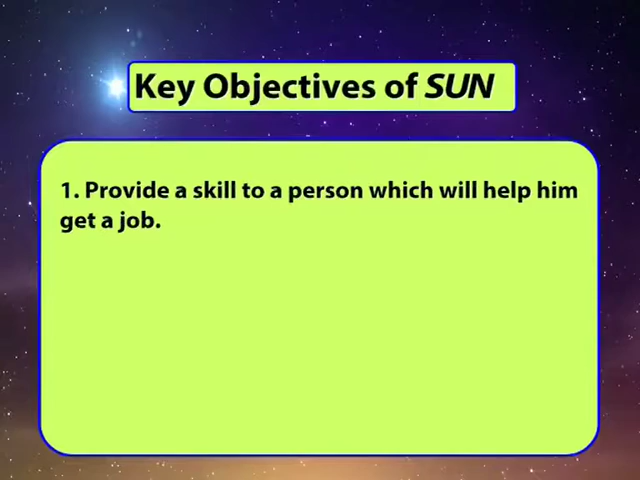 Key Objectives of SUN
1. Provide a skill to a person which will help him
get a job.